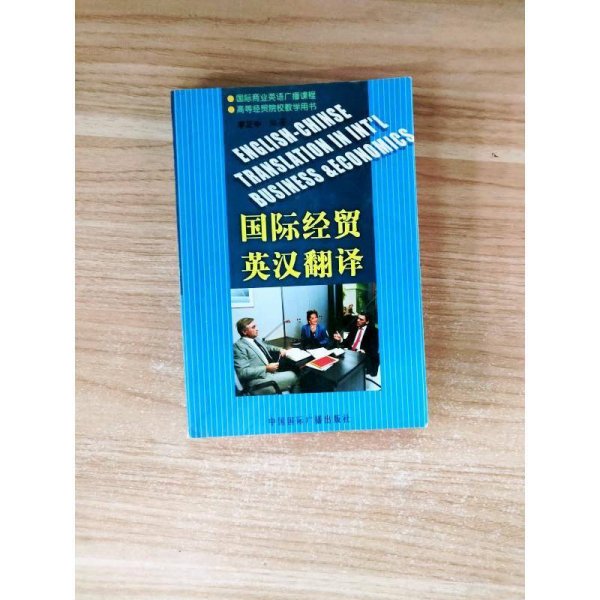 ●国际商业英语广播课程
●高等经贸院校教学用书
ENGLISH-CHINSE
TRANSLATION IN INT'L
BUSINESS & ECONOMICS
国际经贸
英汉翻译
中国国际广播出版社